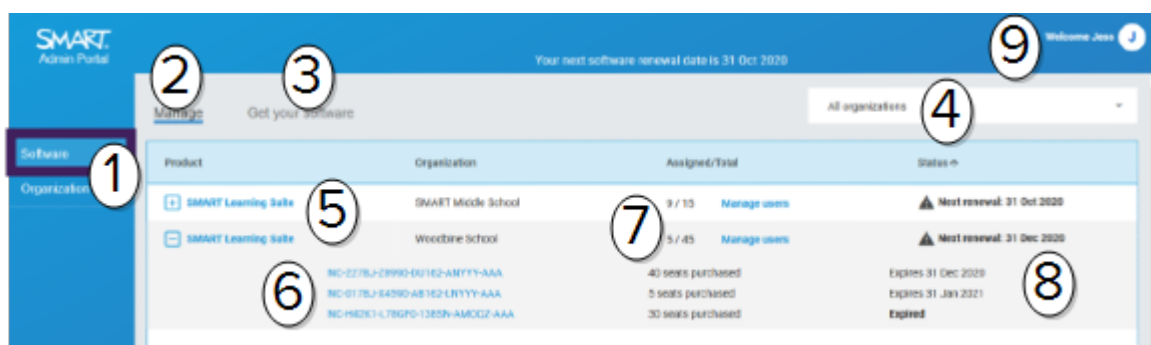 SMART
Admin Portal
Welcome Jess J
9
Your next software renewal date is 31 Oct 2020
2
3
Manage
Get your software
All organizations
4
Software
1
Organization
Product
Organization
Assigned/Total
Status
SMART Learning Suite
5
SMART Middle School
9 / 15
Manage users
Next renewal: 31 Oct 2020
SMART Learning Suite
Woodbine School
7
5 / 45
Manage users
Next renewal: 31 Dec 2020
6
40 seats purchased
Expires 31 Dec 2020
8
5 seats purchased
Expires 31 Jan 2021
30 seats purchased
Expired